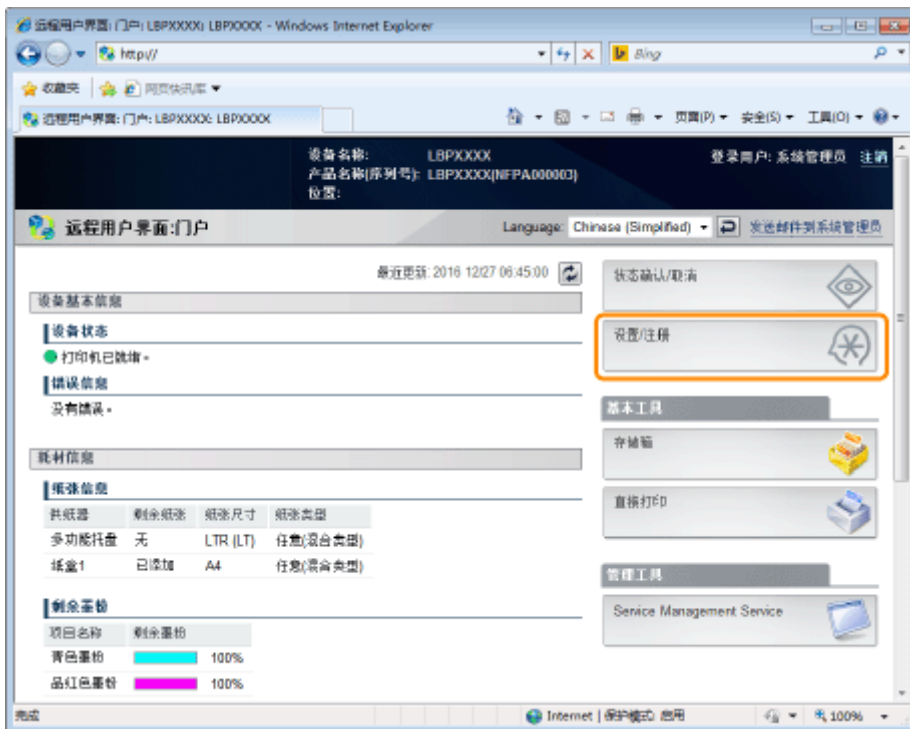 远程用户界面: 门户: LBPXXXX: LBPXXXX - Windows Internet Explorer
http://
Bing
收藏夹 网页快讯库
远程用户界面: 门户: LBPXXXX: LBPXXXX
页面(P) 安全(S) 工具(O)
设备名称: LBPXXXX
产品名称(序列号): LBPXXXX(NFPA000003)
位置:
登录用户: 系统管理员 注销
远程用户界面:门户
Language: Chinese (Simplified) 发送邮件到系统管理员
最近更新: 2016 12/27 06:45:00
设备基本信息
设备状态
打印机已就绪。
错误信息
没有错误。
耗材信息
纸张信息
供纸器 剩余纸张 纸张尺寸 纸张类型
多功能托盘 无 LTR (LT) 任意(混合类型)
纸盒1 已添加 A4 任意(混合类型)
剩余墨粉
项目名称 剩余墨粉
青色墨粉 100%
品红色墨粉 100%
状态确认/取消
设置/注册
基本工具
存储箱
直接打印
管理工具
Service Management Service
完成
Internet | 保护模式: 启用
100%